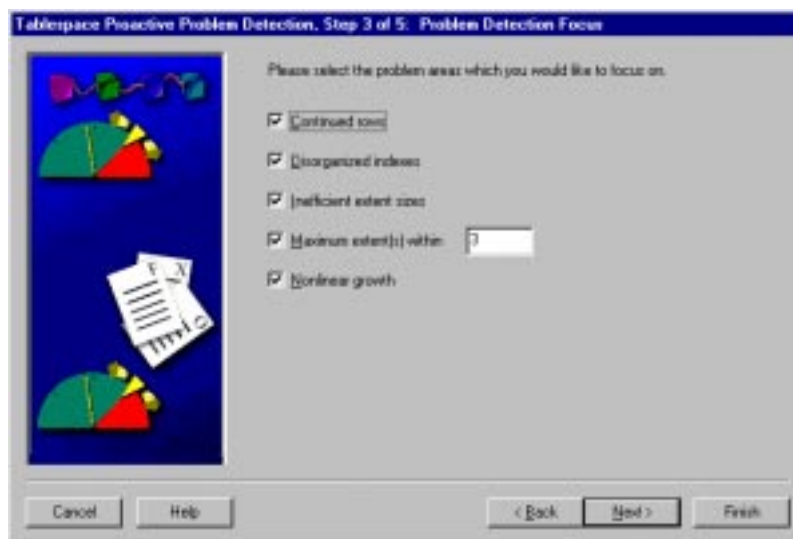 Tablespace Proactive Problem Detection, Step 3 of 5: Problem Detection Focus
Please select the problem areas which you would like to focus on.
Continued rows
Disorganized indexes
Inefficient extent sizes
Maximum extent(s) within 3
Nonlinear growth
F X
Cancel
Help
< Back
Next >
Finish